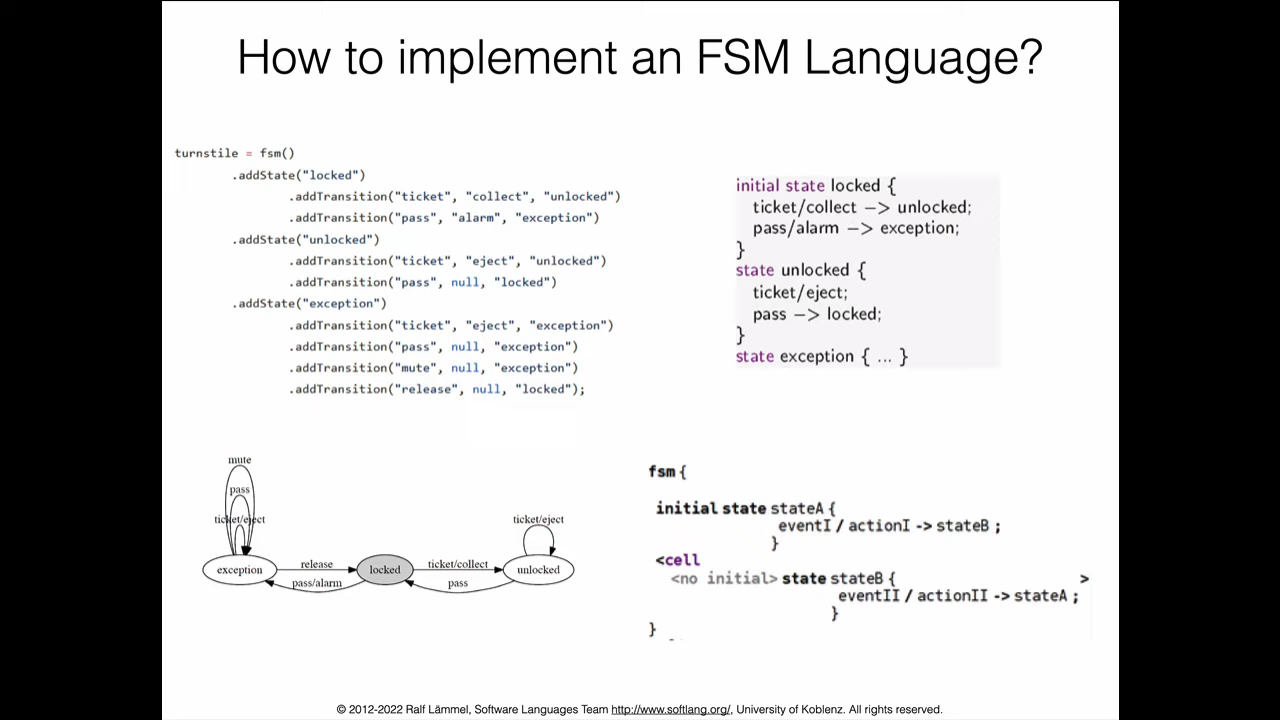 How to implement an FSM Language?
turnstile = fsm()
.addState("locked")
.addTransition("ticket", "collect", "unlocked")
.addTransition("pass", "alarm", "exception")
.addState("unlocked")
.addTransition("ticket", "eject", "unlocked")
.addTransition("pass", null, "locked")
.addState("exception")
.addTransition("ticket", "eject", "exception")
.addTransition("pass", null, "exception")
.addTransition("mute", null, "exception")
.addTransition("release", null, "locked");
initial state locked {
ticket/collect −> unlocked;
pass/alarm −> exception;
}
state unlocked {
ticket/eject;
pass −> locked;
}
state exception { ... }
mute
pass
ticket/eject
exception
release
pass/alarm
locked
ticket/collect
pass
ticket/eject
unlocked
fsm {
initial state stateA {
eventI / actionI -> stateB ;
}
<cell
<no initial> state stateB { >
eventII / actionII -> stateA ;
}
}
© 2012-2022 Ralf Lämmel, Software Languages Team http://www.softlang.org/, University of Koblenz. All rights reserved.